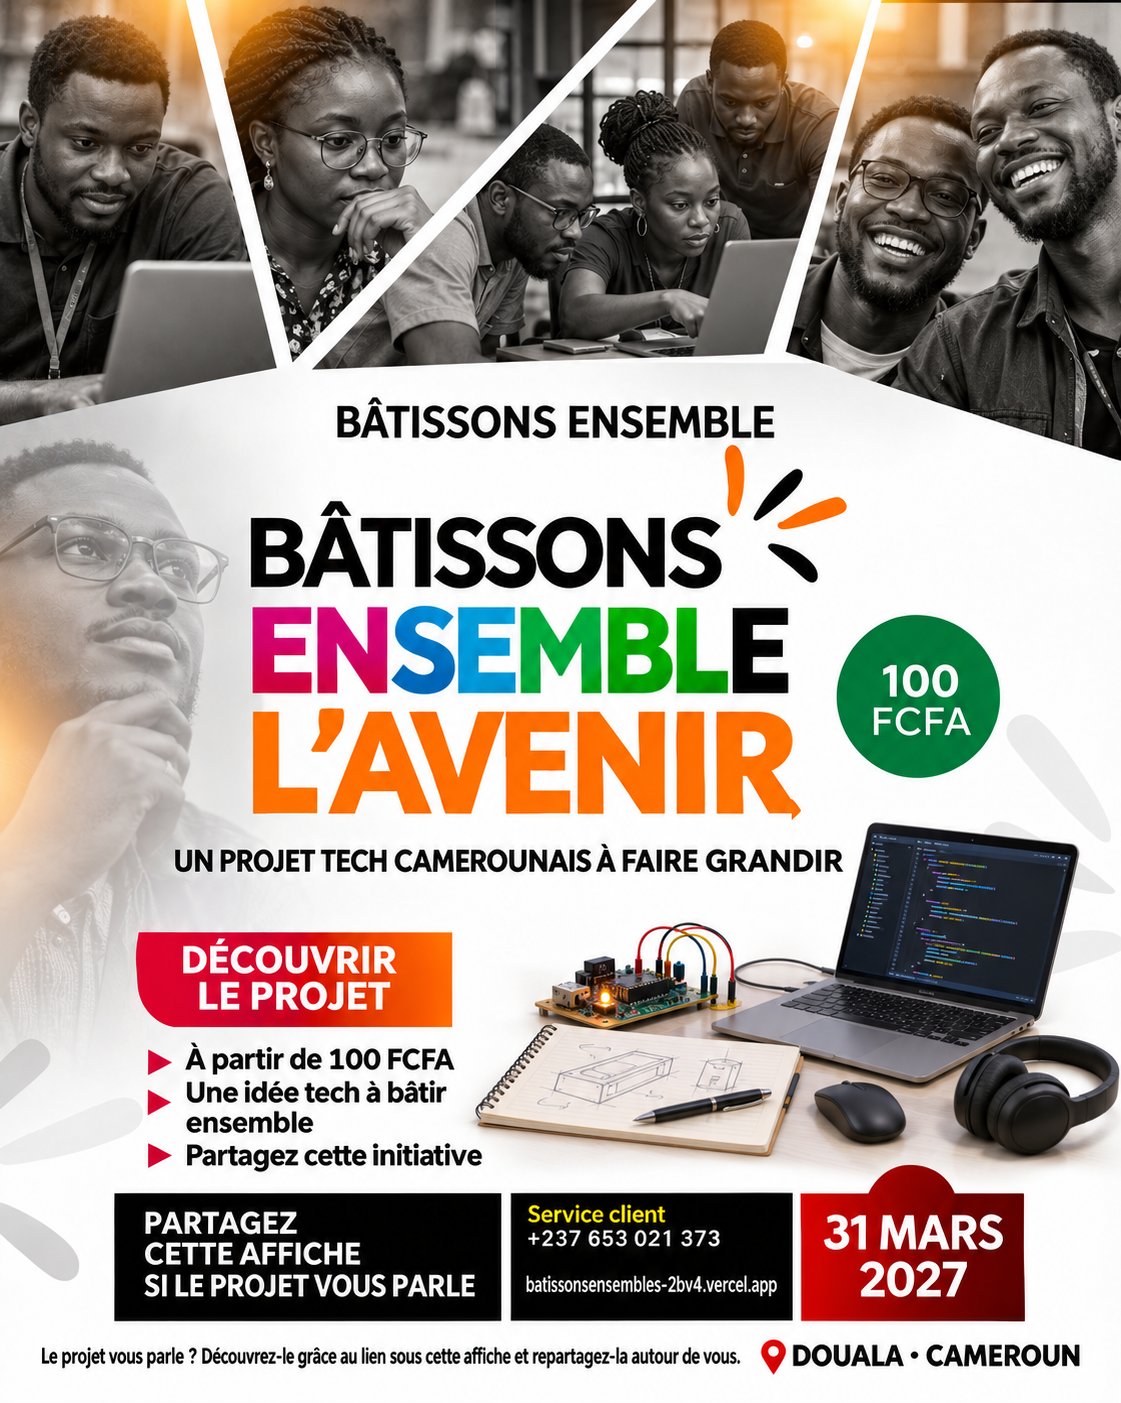 BÂTISSONS ENSEMBLE
BÂTISSONS
ENSEMBLE
L'AVENIR
100
FCFA
UN PROJET TECH CAMEROUNAIS À FAIRE GRANDIR
DÉCOUVRIR
LE PROJET
À partir de 100 FCFA
Une idée tech à bâtir
ensemble
Partagez cette initiative
PARTAGEZ
CETTE AFFICHE
SI LE PROJET VOUS PARLE
Service client
+237 653 021 373
batissonsensembles-2bv4.vercel.app
31 MARS
2027
Le projet vous parle ? Découvrez-le grâce au lien sous cette affiche et repartagez-la autour de vous.
DOUALA • CAMEROUN